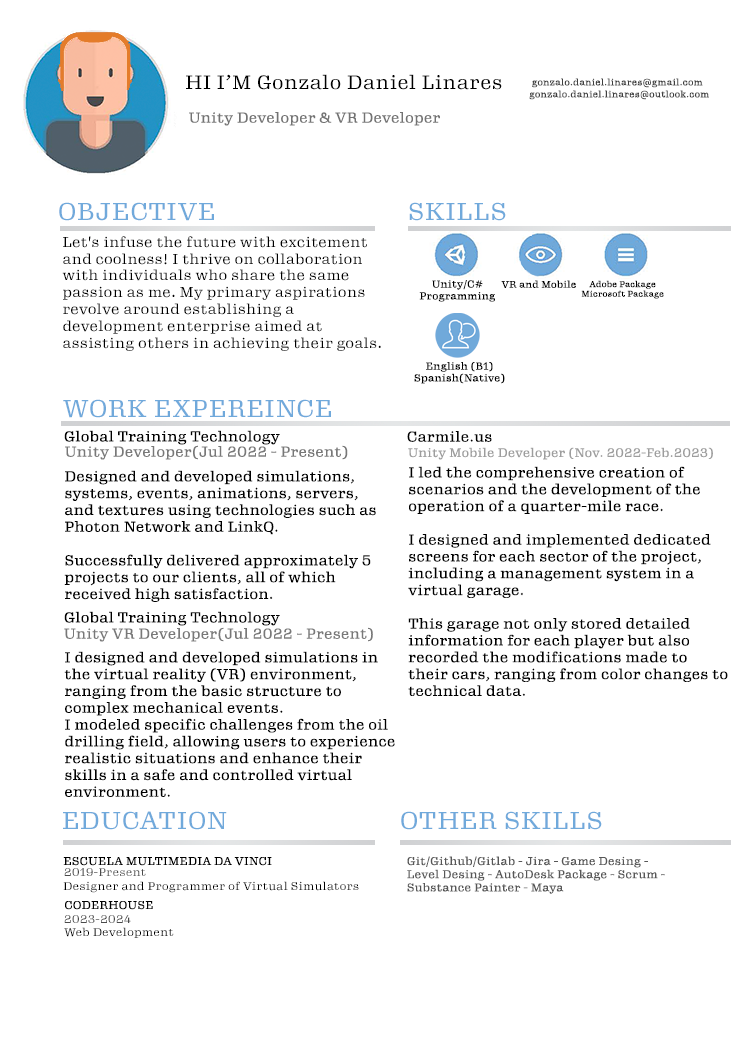 HI I'M Gonzalo Daniel Linares
Unity Developer & VR Developer
gonzalo.daniel.linares@gmail.com
gonzalo.daniel.linares@outlook.com
OBJECTIVE
Let's infuse the future with excitement
and coolness! I thrive on collaboration
with individuals who share the same
passion as me. My primary aspirations
revolve around establishing a
development enterprise aimed at
assisting others in achieving their goals.
SKILLS
Unity/C#
Programming
VR and Mobile
Adobe Package
Microsoft Package
English (B1)
Spanish(Native)
WORK EXPEREINCE
Global Training Technology
Unity Developer(Jul 2022 - Present)
Designed and developed simulations,
systems, events, animations, servers,
and textures using technologies such as
Photon Network and LinkQ.
Successfully delivered approximately 5
projects to our clients, all of which
received high satisfaction.
Global Training Technology
Unity VR Developer(Jul 2022 - Present)
I designed and developed simulations in
the virtual reality (VR) environment,
ranging from the basic structure to
complex mechanical events.
I modeled specific challenges from the oil
drilling field, allowing users to experience
realistic situations and enhance their
skills in a safe and controlled virtual
environment.
Carmile.us
Unity Mobile Developer (Nov. 2022-Feb.2023)
I led the comprehensive creation of
scenarios and the development of the
operation of a quarter-mile race.
I designed and implemented dedicated
screens for each sector of the project,
including a management system in a
virtual garage.
This garage not only stored detailed
information for each player but also
recorded the modifications made to
their cars, ranging from color changes to
technical data.
EDUCATION
ESCUELA MULTIMEDIA DA VINCI
2019-Present
Designer and Programmer of Virtual Simulators
CODERHOUSE
2023-2024
Web Development
OTHER SKILLS
Git/Github/Gitlab - Jira - Game Desing -
Level Desing - AutoDesk Package - Scrum -
Substance Painter - Maya